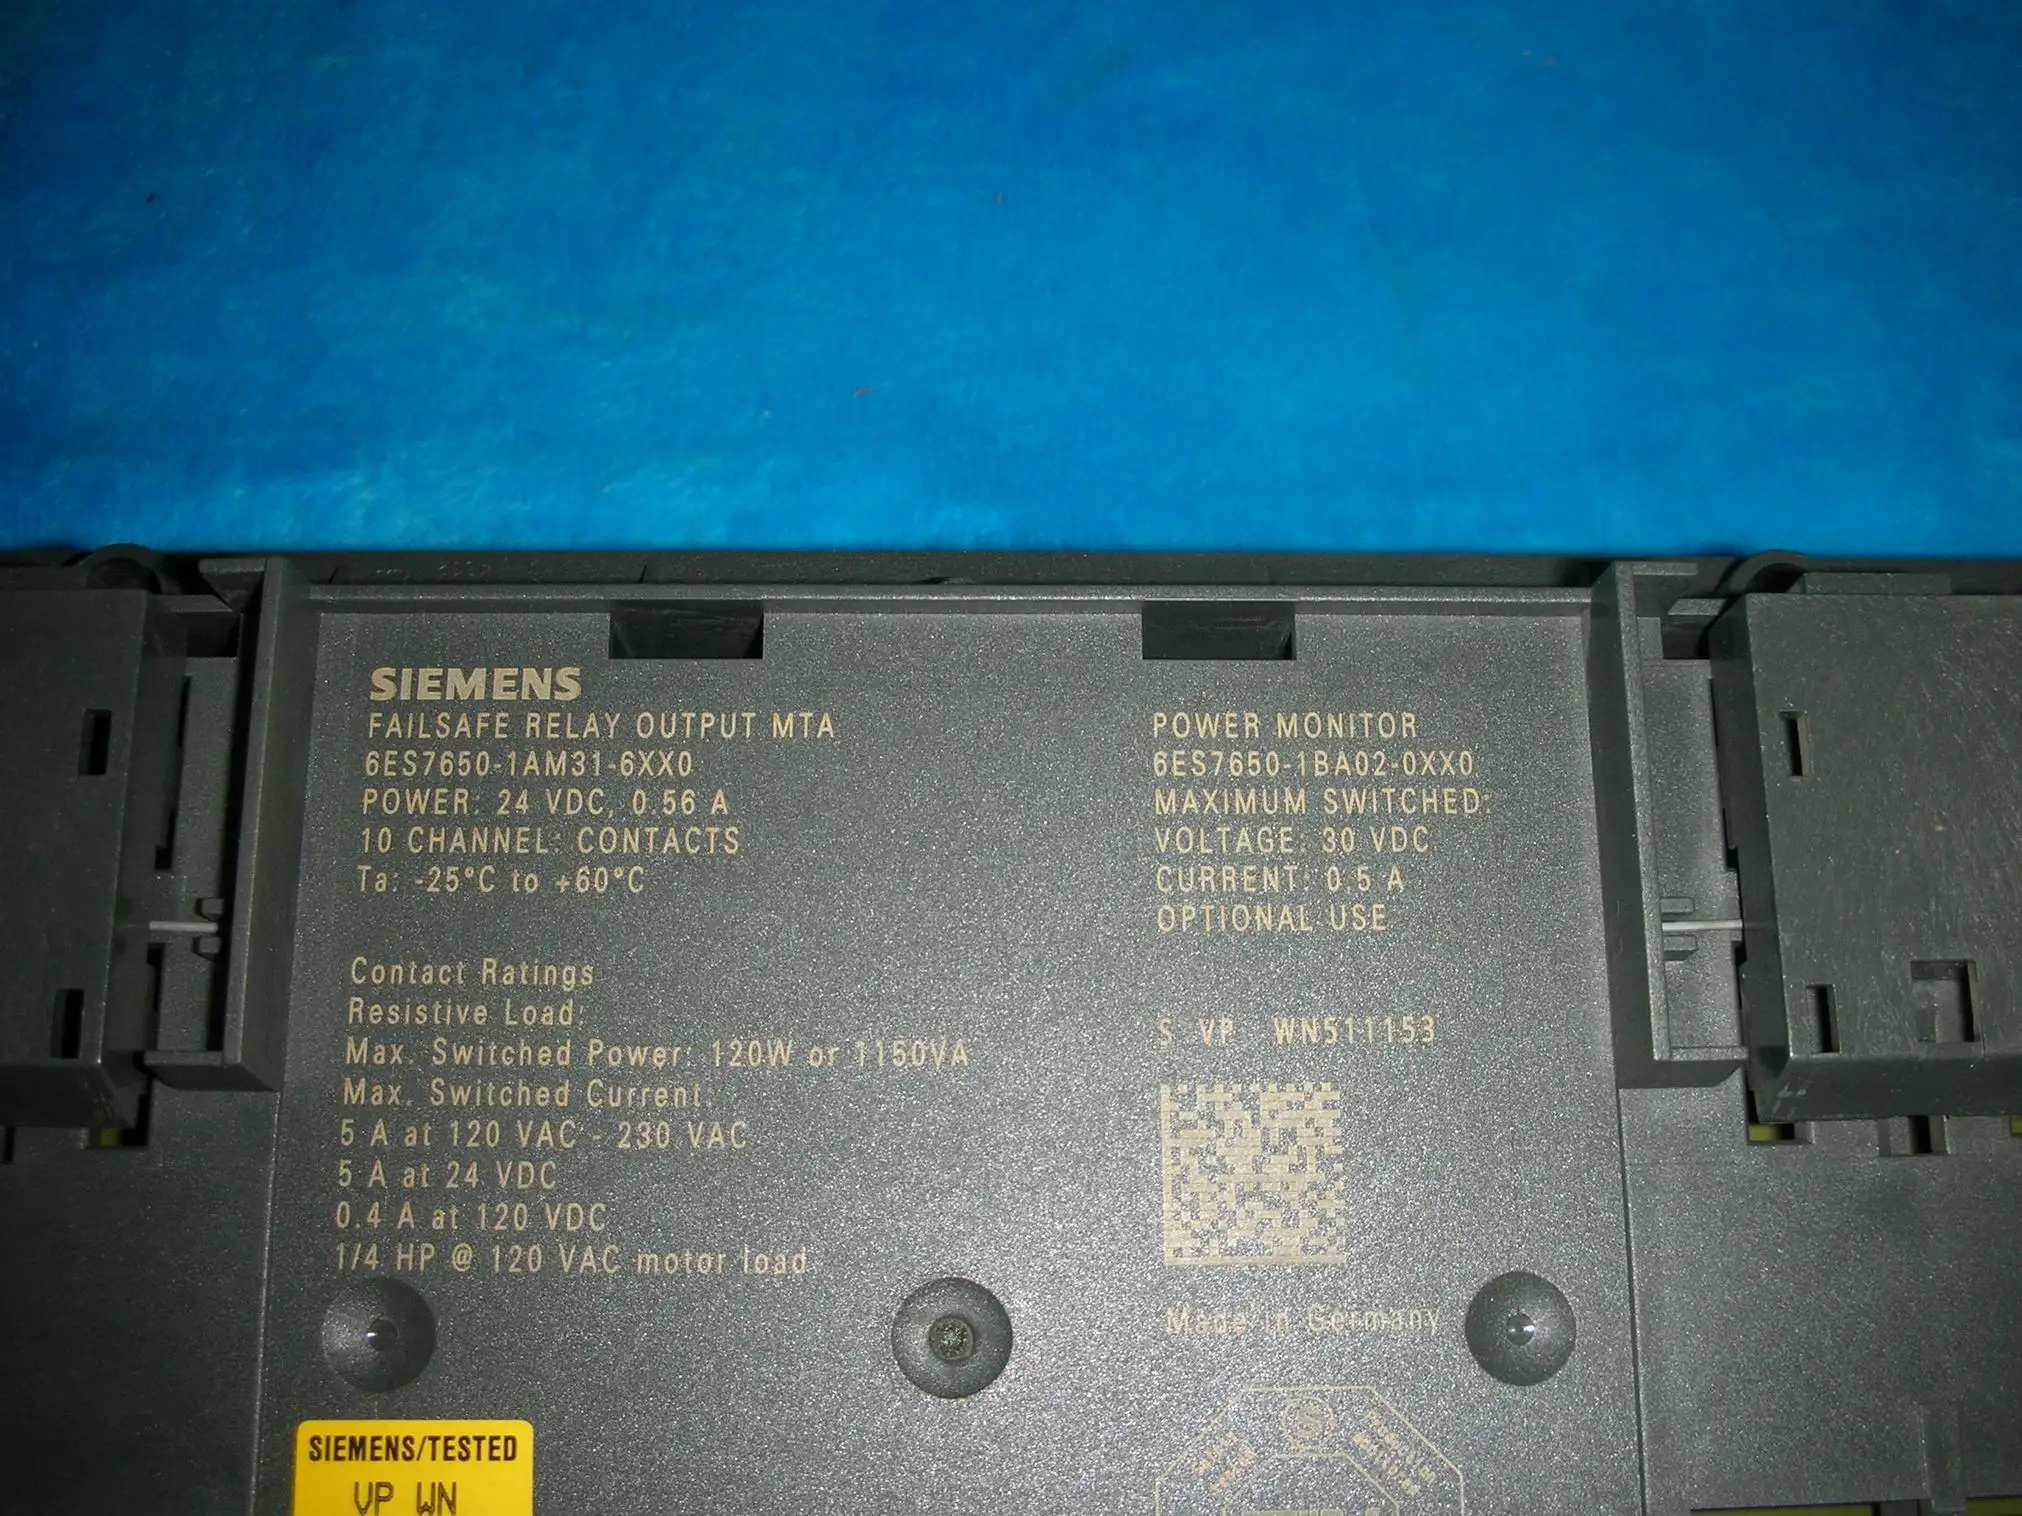 SIEMENS
FAILSAFE RELAY OUTPUT MTA
6ES7650-1AM31-6XX0
POWER: 24 VDC, 0.56 A
10 CHANNEL: CONTACTS
Ta: -25°C to +60°C
Contact Ratings
Resistive Load:
Max. Switched Power: 120W or 1150VA
Max. Switched Current
5 A at 120 VAC - 230 VAC
5 A at 24 VDC
0.4 A at 120 VDC
1/4 HP @ 120 VAC motor load
POWER MONITOR
6ES7650-1BA02-0XX0
MAXIMUM SWITCHED:
VOLTAGE: 30 VDC
CURRENT: 0.5 A
OPTIONAL USE
S VP WN511153
Made in Germany
SIEMENS/TESTED
VP WN